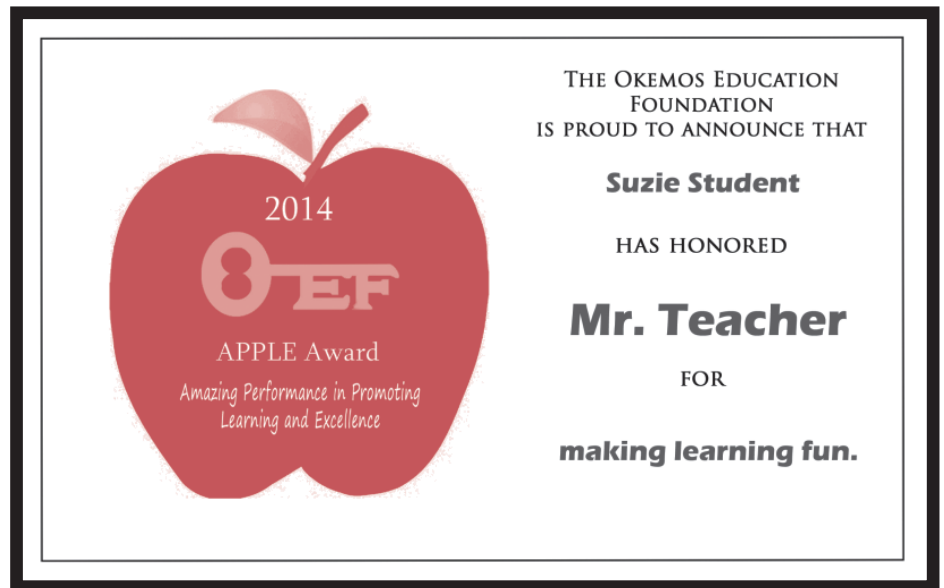 2014
OEF
APPLE Award
Amazing Performance in Promoting
Learning and Excellence
The Okemos Education
Foundation
is proud to announce that
Suzie Student
has honored
Mr. Teacher
for
making learning fun.